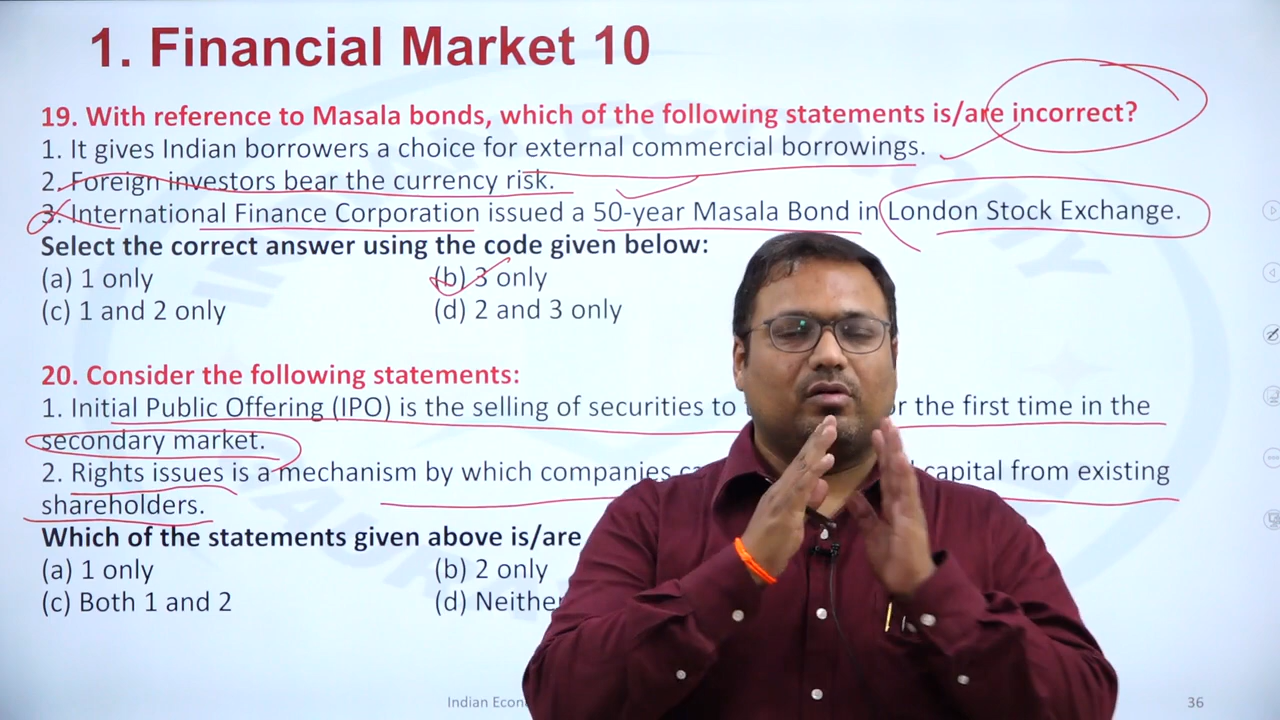 1. Financial Market 10
19. With reference to Masala bonds, which of the following statements is/are incorrect?
1. It gives Indian borrowers a choice for external commercial borrowings.
2. Foreign investors bear the currency risk.
3. International Finance Corporation issued a 50-year Masala Bond in London Stock Exchange.
Select the correct answer using the code given below:
(a) 1 only (b) 3 only
(c) 1 and 2 only (d) 2 and 3 only
20. Consider the following statements:
1. Initial Public Offering (IPO) is the selling of securities to the first time in the
secondary market.
2. Rights issues is a mechanism by which companies capital from existing
shareholders.
Which of the statements given above is/are
(a) 1 only (b) 2 only
(c) Both 1 and 2 (d) Neither
Indian 36